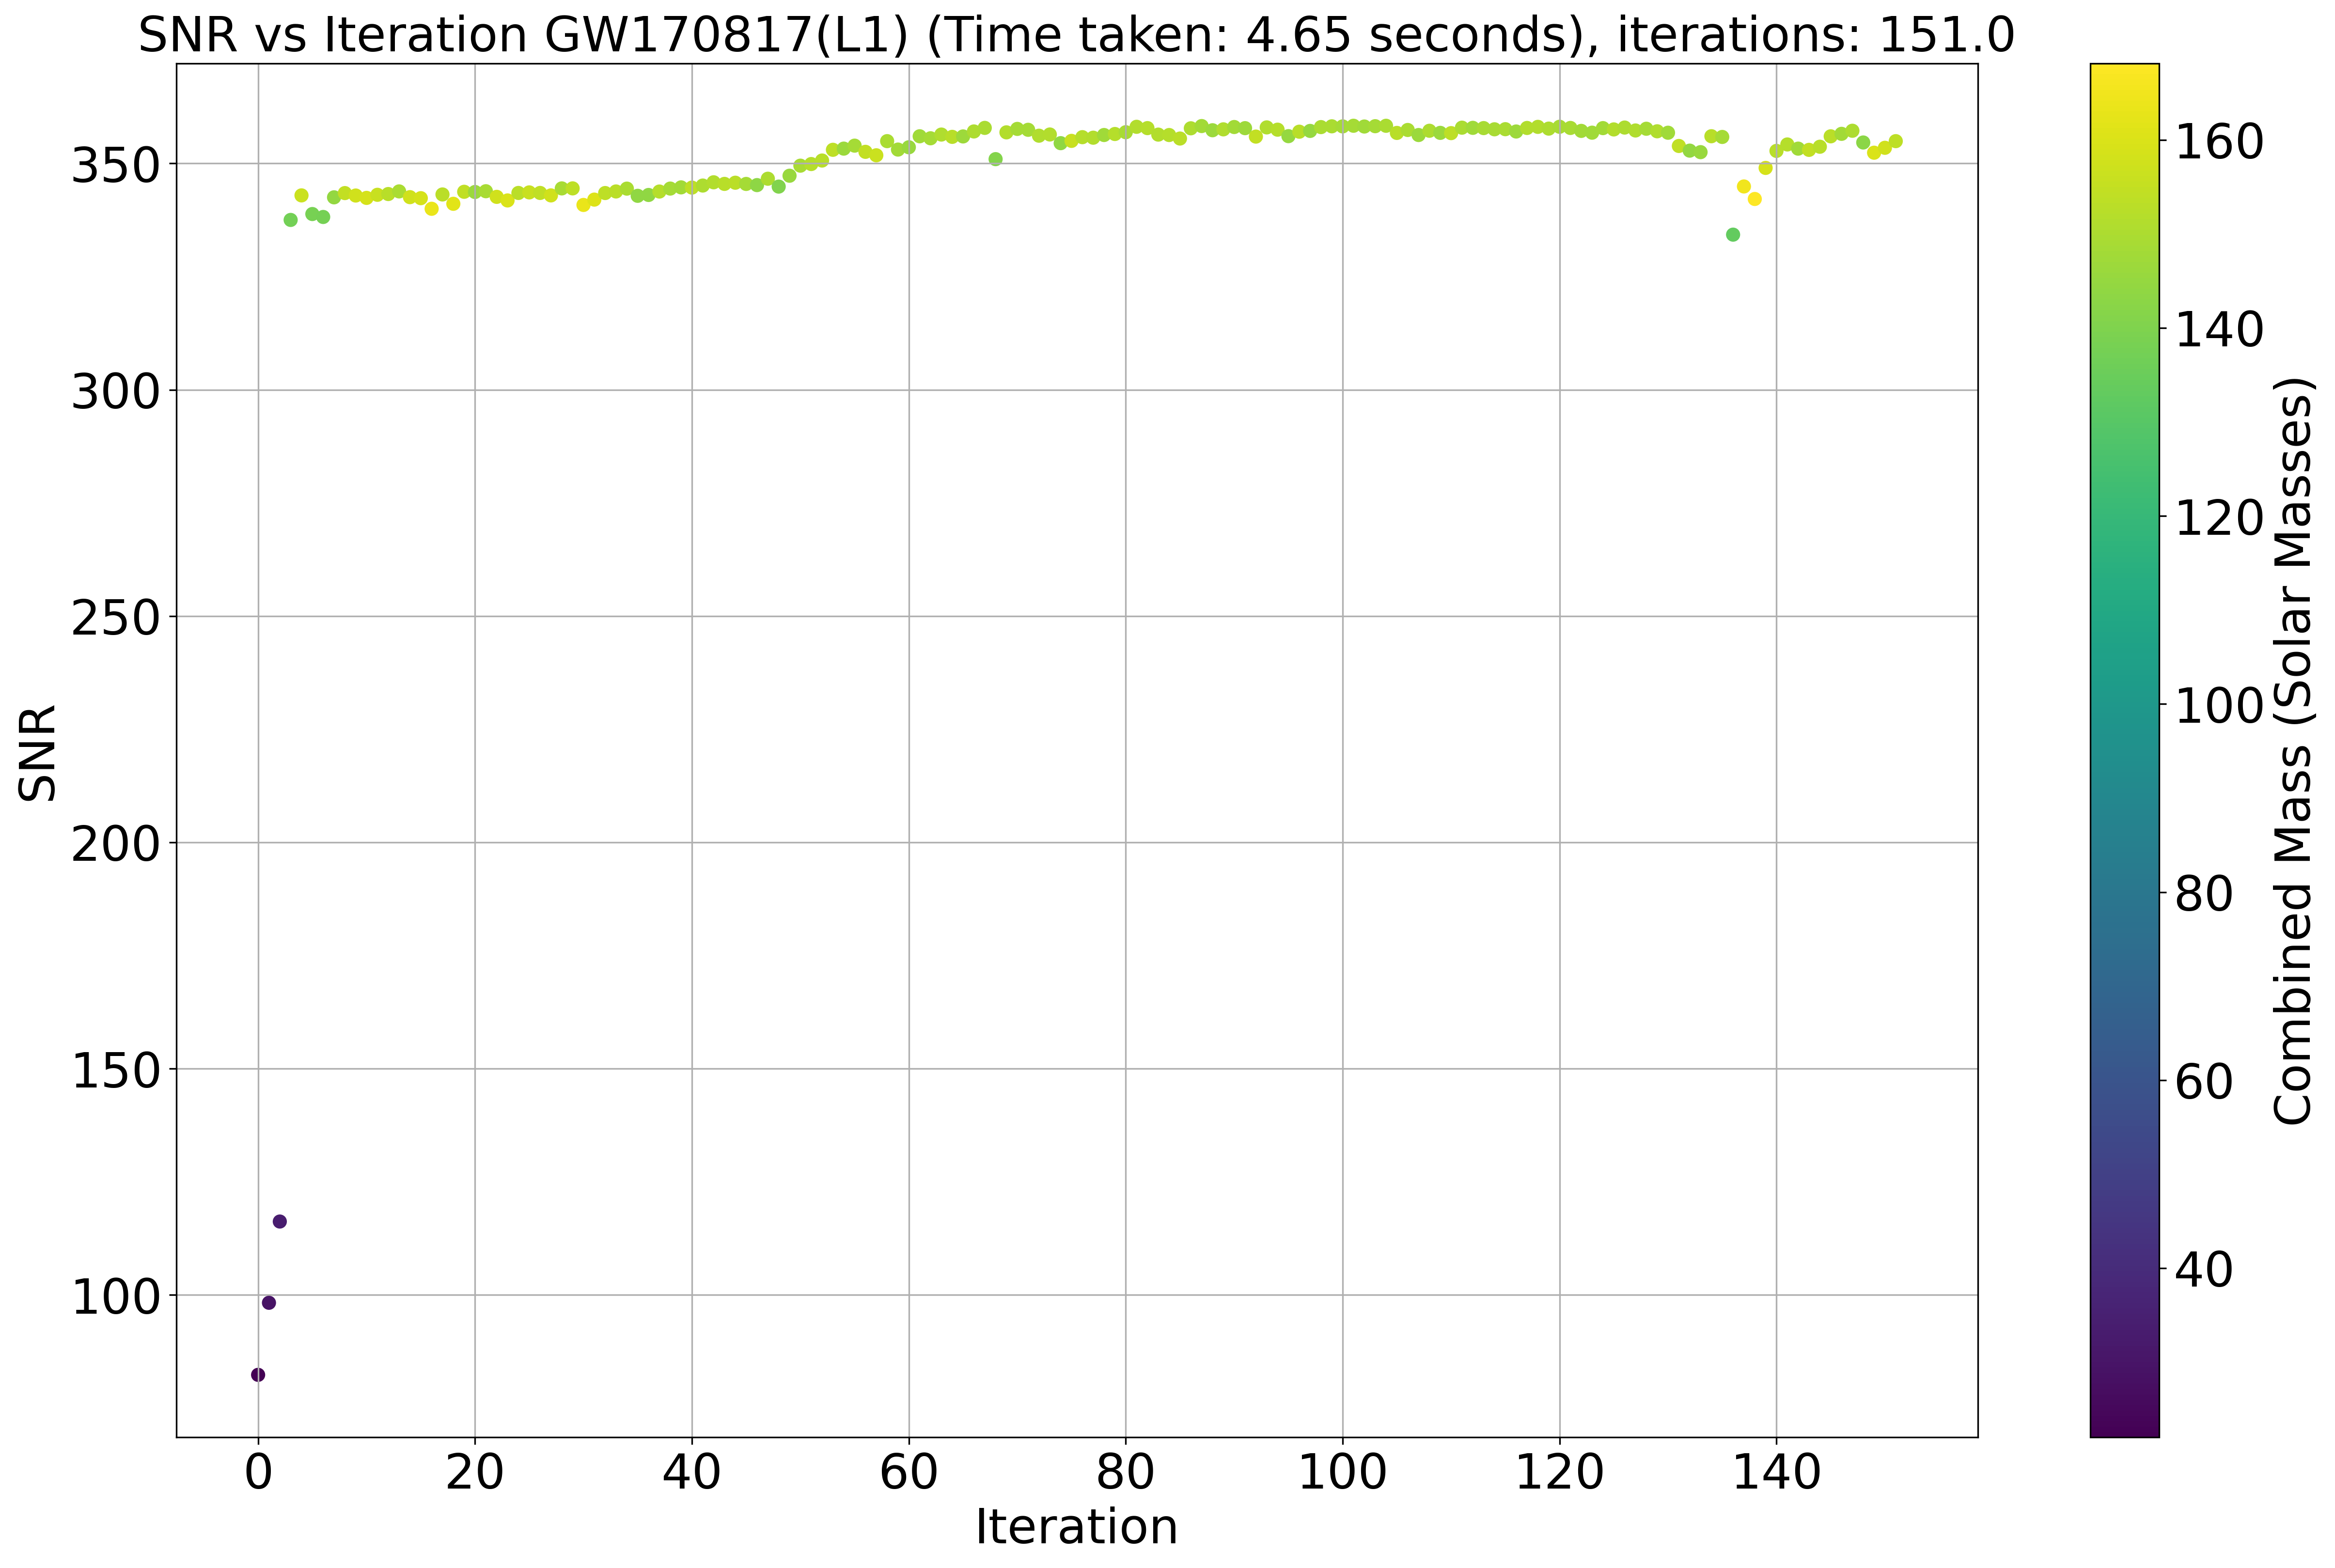 SNR vs Iteration GW170817(L1) (Time taken: 4.65 seconds), iterations: 151.0
350
300
250
200
150
100
SNR
0 20 40 60 80 100 120 140
Iteration
160
140
120
100
80
60
40
Combined Mass (Solar Masses)